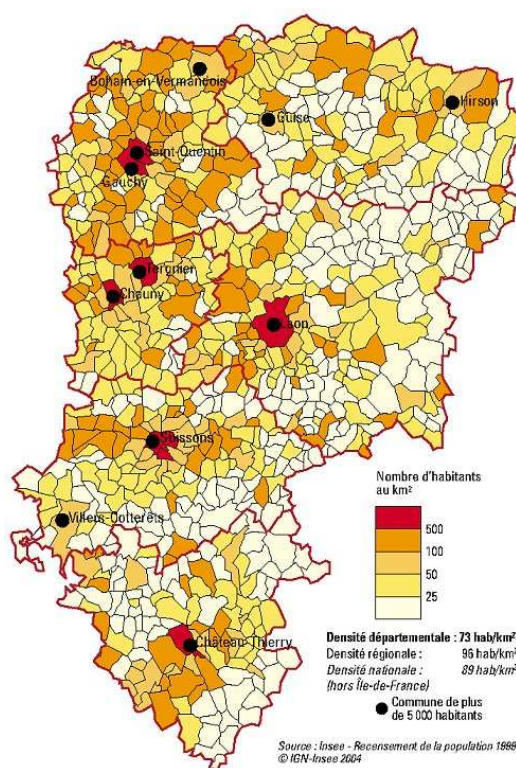 Bohain-en-Vermandois
Hirson
Guise
Saint-Quentin
Gauchy
Tergnier
Chauny
Laon
Soissons
Nombre d'habitants
au km²
500
100
50
25
Villers-Cotterêts
Densité départementale : 73 hab/km²
Densité régionale : 96 hab/km²
Château-Thierry
Densité nationale : 89 hab/km²
(hors Île-de-France)
Commune de plus
de 5 000 habitants
Source : Insee - Recensement de la population 1999
© IGN-Insee 2004